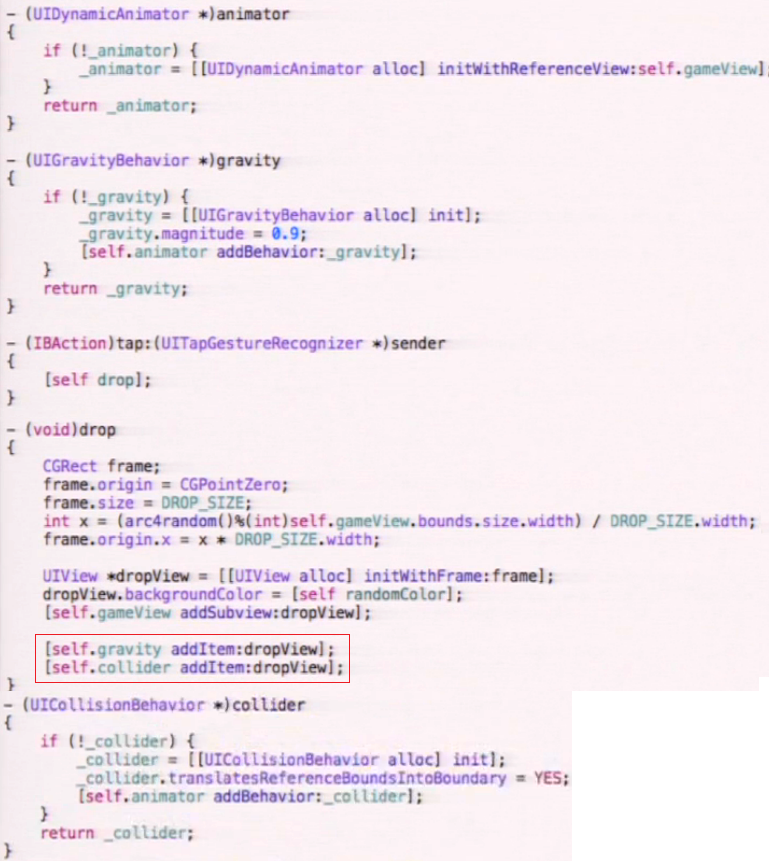 - (UIDynamicAnimator *)animator
{
if (!_animator) {
_animator = [[UIDynamicAnimator alloc] initWithReferenceView:self.gameView];
}
return _animator;
}
- (UIGravityBehavior *)gravity
{
if (!_gravity) {
_gravity = [[UIGravityBehavior alloc] init];
_gravity.magnitude = 0.9;
[self.animator addBehavior:_gravity];
}
return _gravity;
}
- (IBAction)tap:(UITapGestureRecognizer *)sender
{
[self drop];
}
- (void)drop
{
CGRect frame;
frame.origin = CGPointZero;
frame.size = DROP_SIZE;
int x = (arc4random()%(int)self.gameView.bounds.size.width) / DROP_SIZE.width;
frame.origin.x = x * DROP_SIZE.width;
UIView *dropView = [[UIView alloc] initWithFrame:frame];
dropView.backgroundColor = [self randomColor];
[self.gameView addSubview:dropView];
[self.gravity addItem:dropView];
[self.collider addItem:dropView];
}
- (UICollisionBehavior *)collider
{
if (!_collider) {
_collider = [[UICollisionBehavior alloc] init];
_collider.translatesReferenceBoundsIntoBoundary = YES;
[self.animator addBehavior:_collider];
}
return _collider;
}